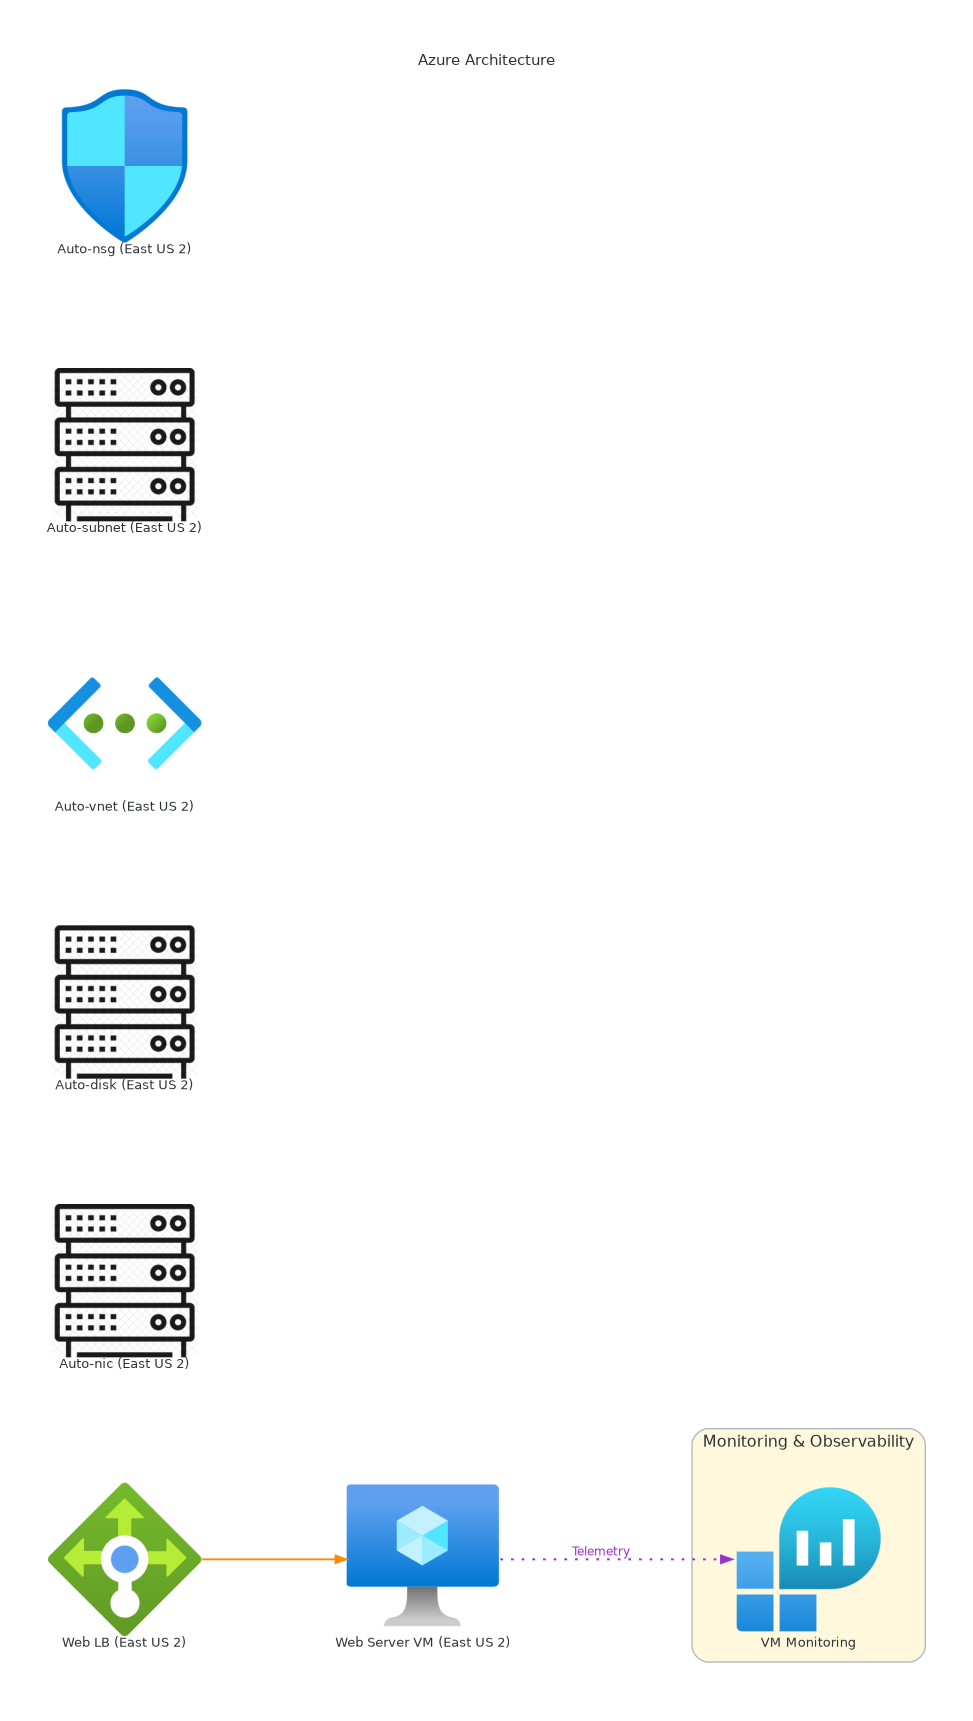 Azure Architecture
Auto-nsg (East US 2)
Auto-subnet (East US 2)
Auto-vnet (East US 2)
Auto-disk (East US 2)
Auto-nic (East US 2)
Monitoring & Observability
Telemetry
Web LB (East US 2)
Web Server VM (East US 2)
VM Monitoring